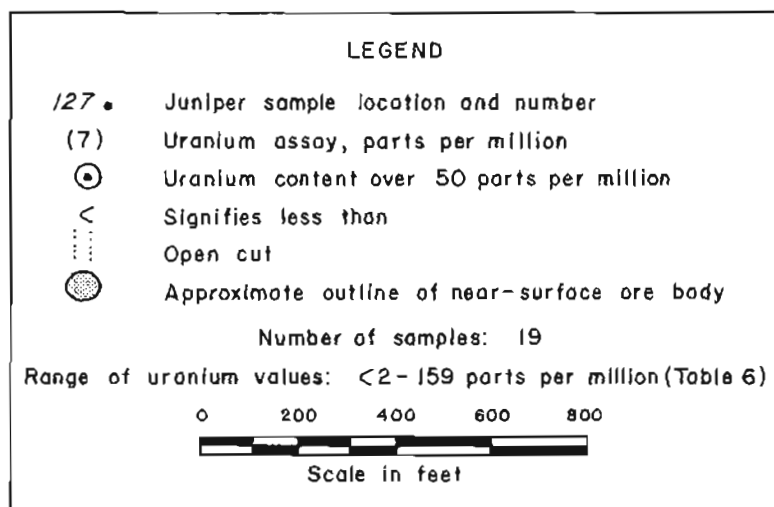 LEGEND
127 Juniper sample location and number
(7) Uranium assay, parts per million
Uranium content over 50 parts per million
< Signifies less than
Open cut
Approximate outline of near-surface ore body
Number of samples: 19
Range of uranium values: <2-159 parts per million (Table 6)
0 200 400 600 800
Scale in feet